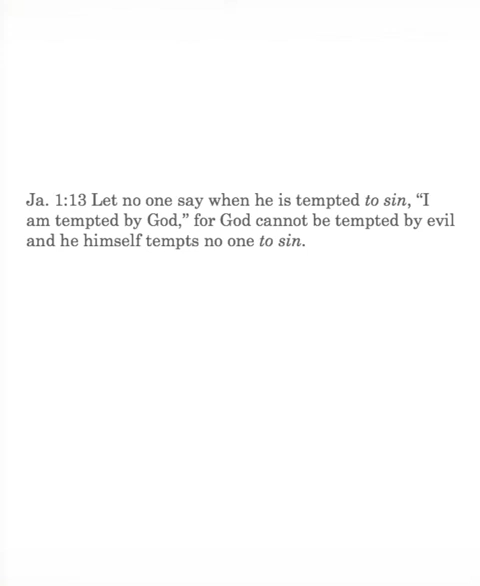 Ja. 1:13 Let no one say when he is tempted to sin, “I
am tempted by God,” for God cannot be tempted by evil
and he himself tempts no one to sin.